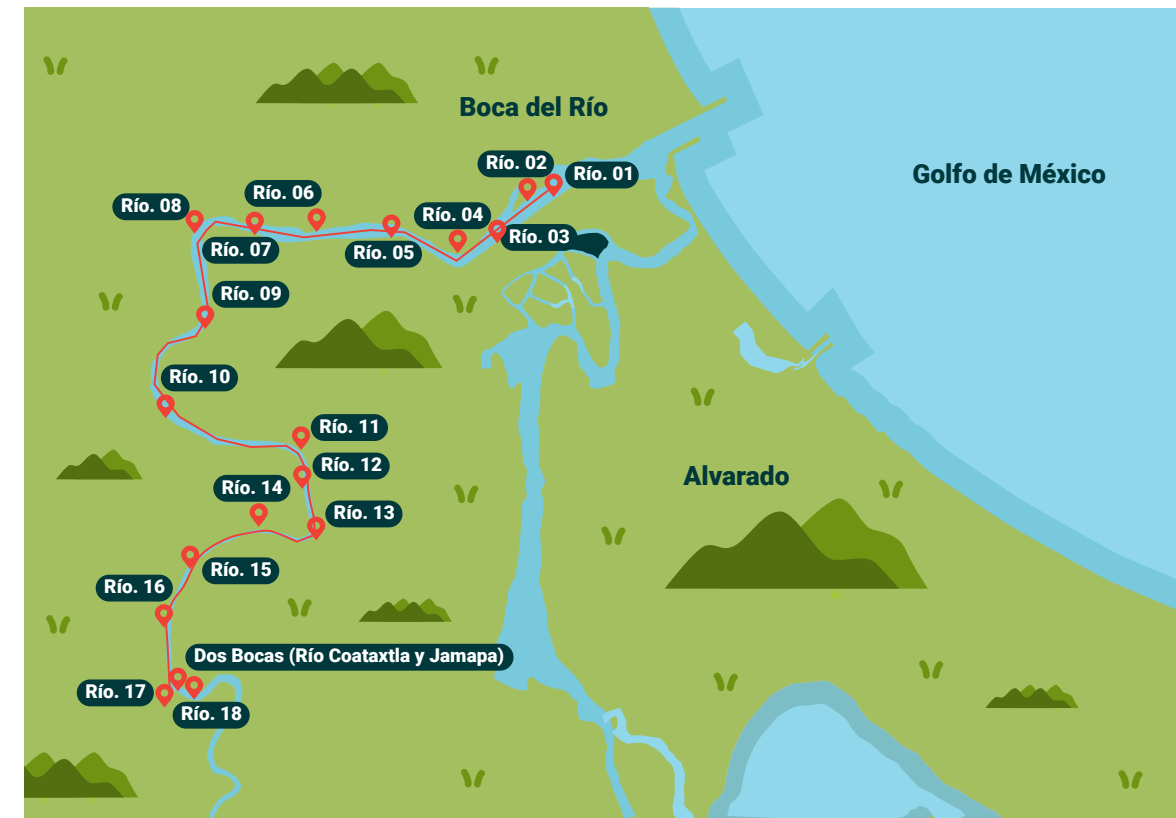 Boca del Río
Golfo de México
Río. 02
Río. 01
Río. 06
Río. 08
Río. 04
Río. 03
Río. 07
Río. 05
Río. 09
Río. 10
Río. 11
Río. 12
Alvarado
Río. 14
Río. 13
Río. 15
Río. 16
Dos Bocas (Río Coataxtla y Jamapa)
Río. 17
Río. 18